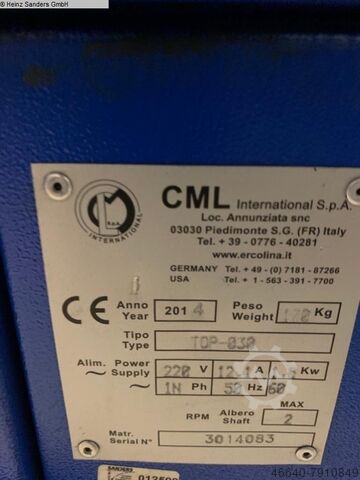 © Heinz Sanders GmbH
CML International S.p.A.
Loc. Annunziata snc
03030 Piedimonte S.G. (FR) Italy
Tel. + 39 - 0776 - 40281
www.ercolina.it
GERMANY Tel. + 49 - (0) 7181 - 87266
USA Tel. + 1 - 563 - 391 - 7700
INTERNATIONAL
CE Anno Year 2014 Peso Weight 170 Kg
Tipo Type TOP-030
Alim. Power Supply 220 V A Kw
1N Ph 50 Hz 60
MAX
RPM Albero Shaft 2
Matr. Serial N° 3014083
SANDERS
46640-7910849